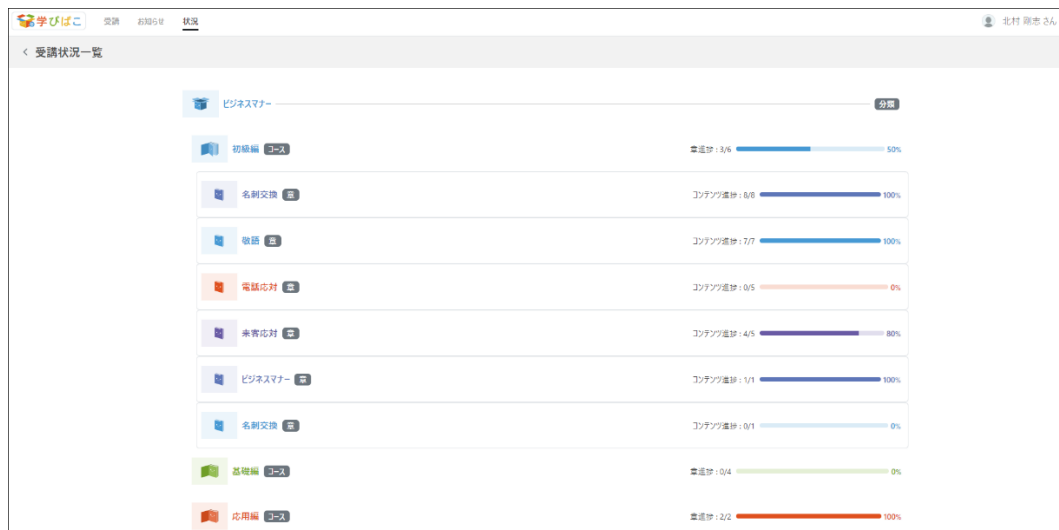 学びばこ 受講 お知らせ 状況 北村 剛志 さん
< 受講状況一覧
ビジネスマナー 分類
初級編 コース 章進捗 : 3/6 50%
名刺交換 章 コンテンツ進捗 : 8/8 100%
敬語 章 コンテンツ進捗 : 7/7 100%
電話応対 章 コンテンツ進捗 : 0/5 0%
来客応対 章 コンテンツ進捗 : 4/5 80%
ビジネスマナー 章 コンテンツ進捗 : 1/1 100%
名刺交換 章 コンテンツ進捗 : 0/1 0%
基礎編 コース 章進捗 : 0/4 0%
応用編 コース 章進捗 : 2/2 100%